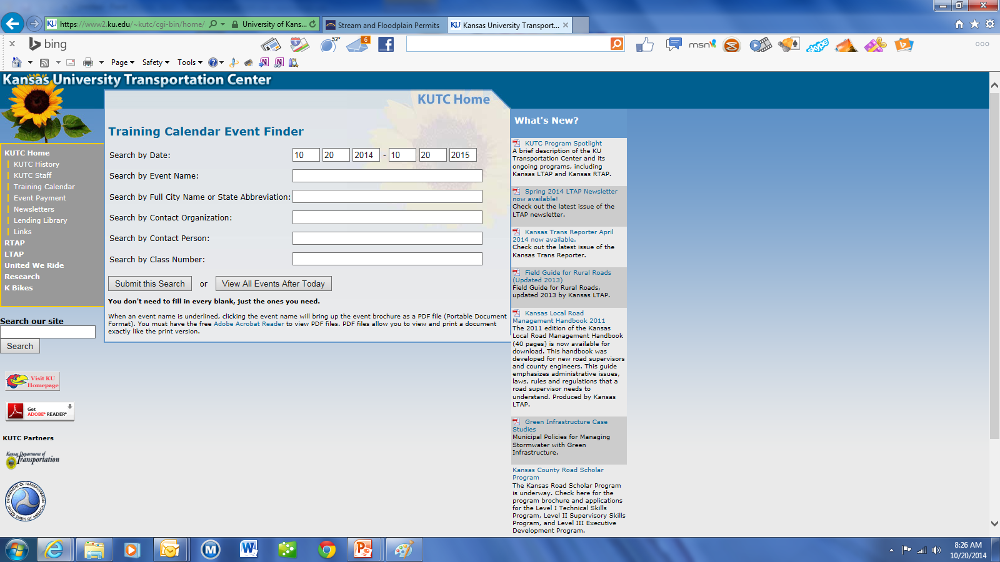 https://www2.ku.edu/~kutc/cgi-bin/home/
University of Kans...
Stream and Floodplain Permits
KU Kansas University Transport...
bing
52°
6
msn
skype
Page
Safety
Tools
Kansas University Transportation Center
KUTC Home
KUTC Home
KUTC History
KUTC Staff
Training Calendar
Event Payment
Newsletters
Lending Library
Links
RTAP
LTAP
United We Ride
Research
K Bikes
Search our site
Search
Visit KU
Homepage
Get
ADOBE® READER®
KUTC Partners
Kansas Department of
Transportation
DEPARTMENT OF TRANSPORTATION
UNITED STATES OF AMERICA
Training Calendar Event Finder
Search by Date: 10 20 2014 - 10 20 2015
Search by Event Name:
Search by Full City Name or State Abbreviation:
Search by Contact Organization:
Search by Contact Person:
Search by Class Number:
Submit this Search or View All Events After Today
You don't need to fill in every blank, just the ones you need.
When an event name is underlined, clicking the event name will bring up the event brochure as a PDF file (Portable Document
Format). You must have the free Adobe Acrobat Reader to view PDF files. PDF files allow you to view and print a document
exactly like the print version.
What's New?
KUTC Program Spotlight
A brief description of the KU
Transportation Center and its
ongoing programs, including
Kansas LTAP and Kansas RTAP.
Spring 2014 LTAP Newsletter
now available!
Check out the latest issue of the
LTAP newsletter.
Kansas Trans Reporter April
2014 now available.
Check out the latest issue of the
Kansas Trans Reporter.
Field Guide for Rural Roads
(Updated 2013)
Field Guide for Rural Roads,
updated 2013 by Kansas LTAP.
Kansas Local Road
Management Handbook 2011
The 2011 edition of the Kansas
Local Road Management Handbook
(40 pages) is now available for
download. This handbook was
developed for new road supervisors
and county engineers. This guide
emphasizes administrative issues,
laws, rules and regulations that a
road supervisor needs to
understand. Produced by Kansas
LTAP.
Green Infrastructure Case
Studies
Municipal Policies for Managing
Stormwater with Green
Infrastructure.
Kansas County Road Scholar
Program
The Kansas Road Scholar Program
is underway. Check here for the
program brochure and applications
for the Level I Technical Skills
Program, Level II Supervisory Skills
Program, and Level III Executive
Development Program.
8:26 AM
10/20/2014